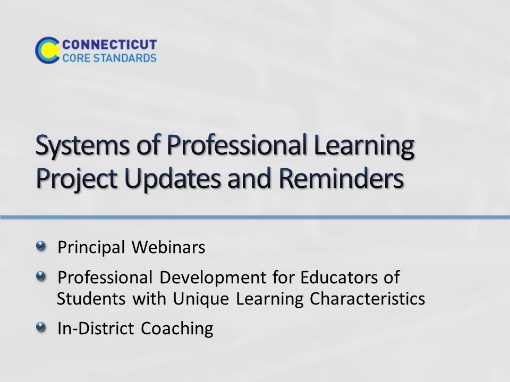 CONNECTICUT
CORE STANDARDS
Systems of Professional Learning
Project Updates and Reminders
Principal Webinars
Professional Development for Educators of
Students with Unique Learning Characteristics
In-District Coaching